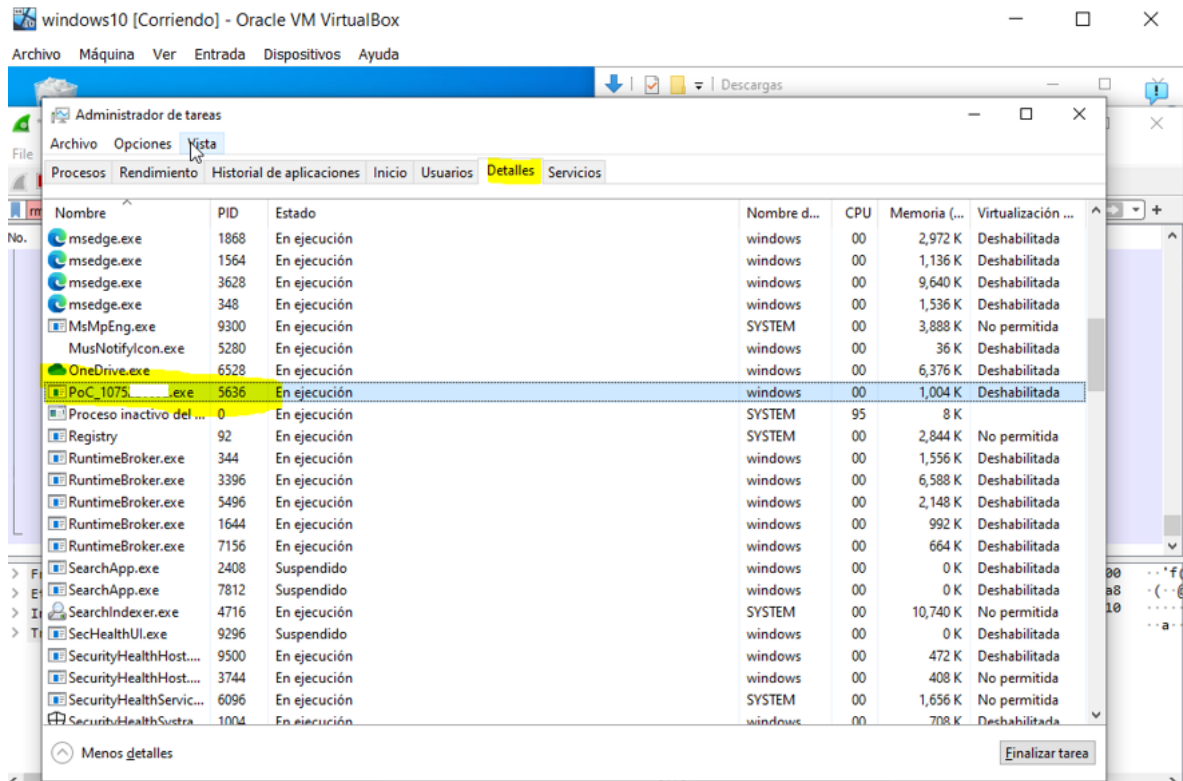 windows10 [Corriendo] - Oracle VM VirtualBox
Archivo Máquina Ver Entrada Dispositivos Ayuda
Descargas
Administrador de tareas
Archivo Opciones Vista
File
Procesos Rendimiento Historial de aplicaciones Inicio Usuarios Detalles Servicios
Nombre PID Estado Nombre d... CPU Memoria (... Virtualización ...
No.
msedge.exe 1868 En ejecución windows 00 2,972 K Deshabilitada
msedge.exe 1564 En ejecución windows 00 1,136 K Deshabilitada
msedge.exe 3628 En ejecución windows 00 9,640 K Deshabilitada
msedge.exe 348 En ejecución windows 00 1,536 K Deshabilitada
MsMpEng.exe 9300 En ejecución SYSTEM 00 3,888 K No permitida
MusNotifyIcon.exe 5280 En ejecución windows 00 36 K Deshabilitada
OneDrive.exe 6528 En ejecución windows 00 6,376 K Deshabilitada
PoC_1075 .exe 5636 En ejecución windows 00 1,004 K Deshabilitada
Proceso inactivo del ... 0 En ejecución SYSTEM 95 8 K
Registry 92 En ejecución SYSTEM 00 2,844 K No permitida
RuntimeBroker.exe 344 En ejecución windows 00 1,556 K Deshabilitada
RuntimeBroker.exe 3396 En ejecución windows 00 6,588 K Deshabilitada
RuntimeBroker.exe 5496 En ejecución windows 00 2,148 K Deshabilitada
RuntimeBroker.exe 1644 En ejecución windows 00 992 K Deshabilitada
RuntimeBroker.exe 7156 En ejecución windows 00 664 K Deshabilitada
SearchApp.exe 2408 Suspendido windows 00 0 K Deshabilitada
SearchApp.exe 7812 Suspendido windows 00 0 K Deshabilitada
SearchIndexer.exe 4716 En ejecución SYSTEM 00 10,740 K No permitida
SecHealthUI.exe 9296 Suspendido windows 00 0 K Deshabilitada
SecurityHealthHost.... 9500 En ejecución windows 00 472 K Deshabilitada
SecurityHealthHost.... 3744 En ejecución windows 00 408 K No permitida
SecurityHealthServic... 6096 En ejecución SYSTEM 00 1,656 K No permitida
SecurityHealthSystra 1004 En ejecución windows 00 708 K Deshabilitada
Menos detalles Finalizar tarea